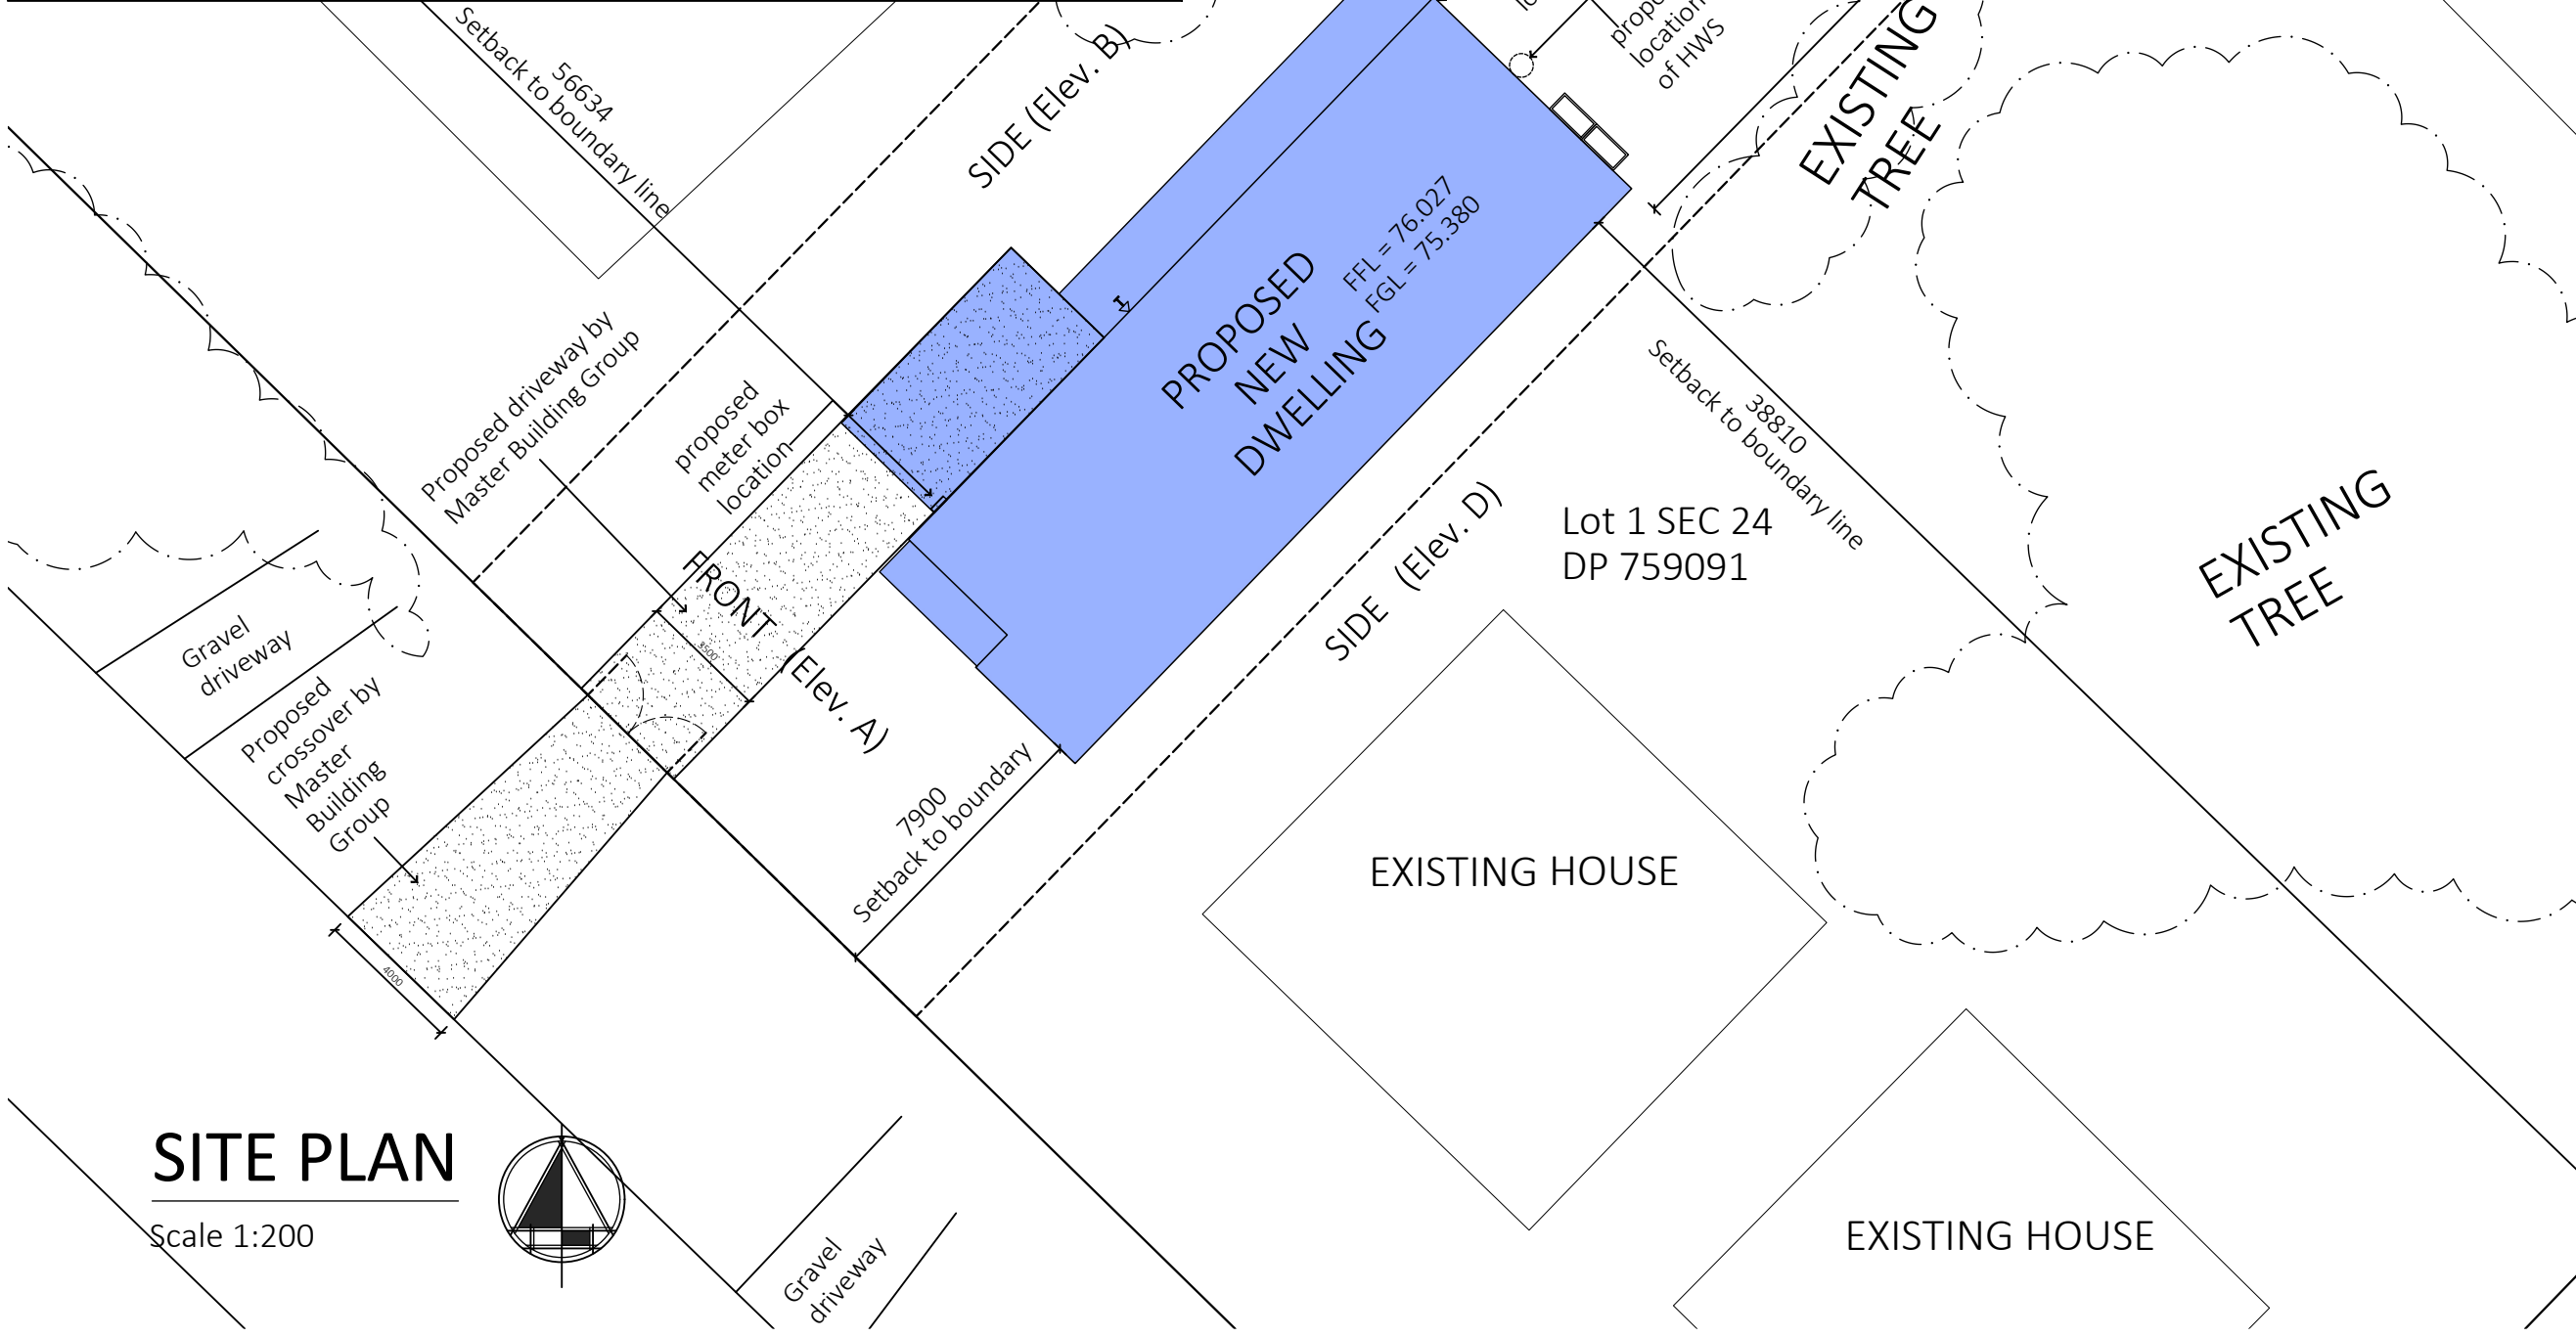 56634
Setback to boundary line
SIDE (Elev. B)
location
of HWS
EXISTING
TREE
Proposed driveway by
Master Building Group
proposed
meter box
location
PROPOSED
NEW
DWELLING
FFL = 76.027
FGL = 75.380
38810
Setback to boundary line
Lot 1 SEC 24
DP 759091
EXISTING
TREE
SIDE (Elev. D)
FRONT
(Elev. A)
3500
Gravel
driveway
Proposed
crossover by
Master
Building
Group
7900
Setback to boundary
4000
EXISTING HOUSE
EXISTING HOUSE
SITE PLAN
Scale 1:200
Gravel
driveway